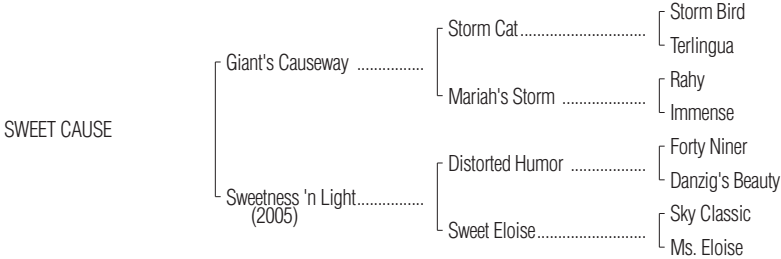 Storm Bird
Storm Cat..............................
Terlingua
Giant's Causeway ................
Rahy
Mariah's Storm ....................
Immense
SWEET CAUSE
Forty Niner
Distorted Humor ..................
Danzig's Beauty
Sweetness 'n Light................
(2005)
Sky Classic
Sweet Eloise..........................
Ms. Eloise